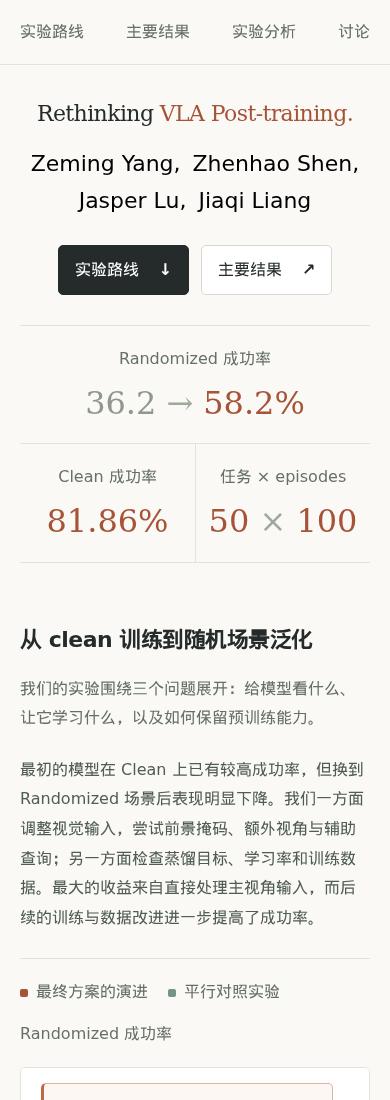 实验路线 主要结果 实验分析 讨论
Rethinking VLA Post-training.
Zeming Yang, Zhenhao Shen,
Jasper Lu, Jiaqi Liang
实验路线 ↓ 主要结果 ↗
Randomized 成功率
36.2 → 58.2%
Clean 成功率 任务 × episodes
81.86% 50 × 100
从 clean 训练到随机场景泛化
我们的实验围绕三个问题展开：给模型看什么、
让它学习什么，以及如何保留预训练能力。
最初的模型在 Clean 上已有较高成功率，但换到
Randomized 场景后表现明显下降。我们一方面
调整视觉输入，尝试前景掩码、额外视角与辅助
查询；另一方面检查蒸馏目标、学习率和训练数
据。最大的收益来自直接处理主视角输入，而后
续的训练与数据改进进一步提高了成功率。
最终方案的演进 平行对照实验
Randomized 成功率